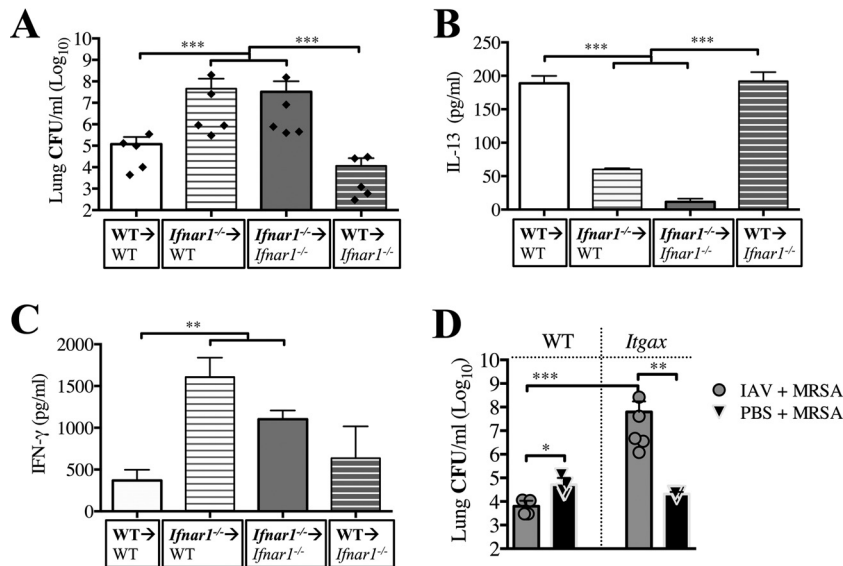 A
Lung CFU/ml (Log10)
10
9
8
7
6
5
4
3
2
***
***
WT→
WT
Ifnar1-/-→
WT
Ifnar1-/-→
Ifnar1-/-
WT→
Ifnar1-/-
B
IL-13 (pg/ml)
250
200
150
100
50
0
***
***
WT→
WT
Ifnar1-/-→
WT
Ifnar1-/-→
Ifnar1-/-
WT→
Ifnar1-/-
C
IFN-γ (pg/ml)
2000
1500
1000
500
0
**
WT→
WT
Ifnar1-/-→
WT
Ifnar1-/-→
Ifnar1-/-
WT→
Ifnar1-/-
D
WT
Itgax
Lung CFU/ml (Log10)
10
9
8
7
6
5
4
3
2
***
**
*
IAV + MRSA
PBS + MRSA